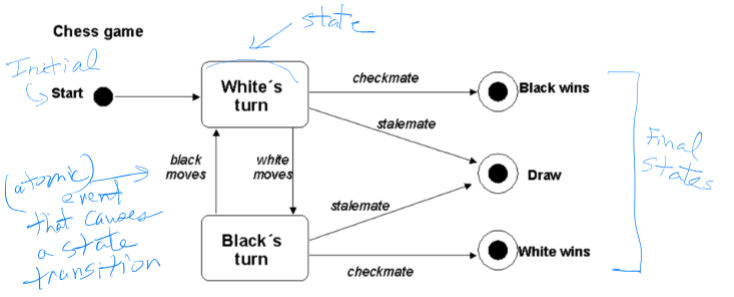 Chess game
state
Initial
Start
White´s
turn
checkmate
Black wins
stalemate
black
moves
white
moves
(atomic)
event
that causes
a state
transition
Draw
Final
states
stalemate
Black´s
turn
White wins
checkmate